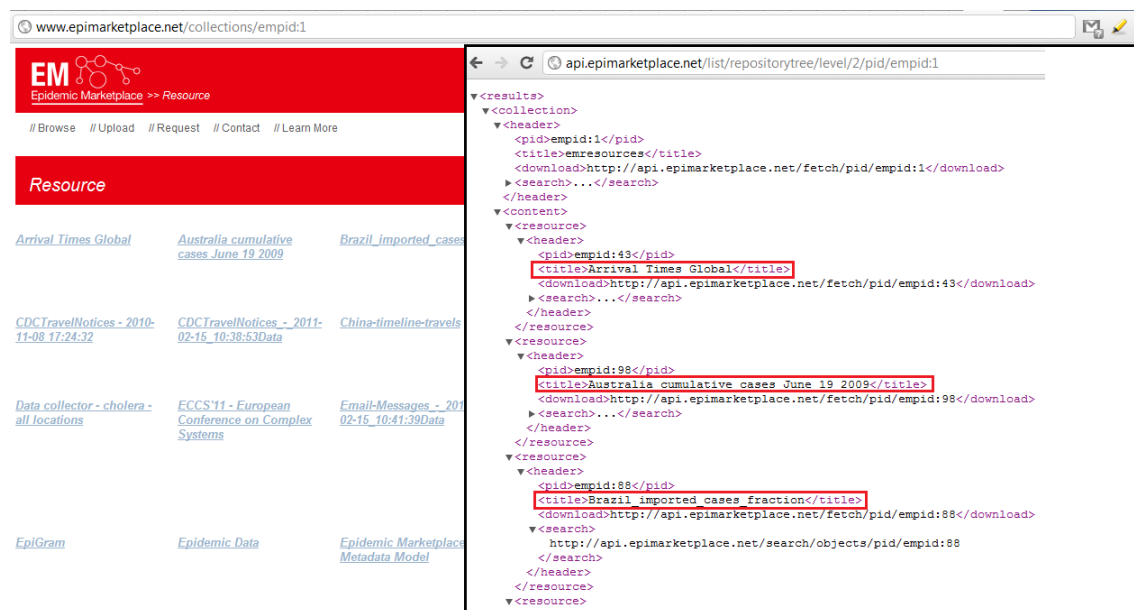 www.epimarketplace.net/collections/empid:1
EM
Epidemic Marketplace >> Resource
// Browse // Upload // Request // Contact // Learn More
Resource
Arrival Times Global
Australia cumulative
cases June 19 2009
Brazil_imported_cases
CDCTravelNotices - 2010-
11-08 17:24:32
CDCTravelNotices_-_2011-
02-15_10:38:53Data
China-timeline-travels
Data collector - cholera -
all locations
ECCS'11 - European
Conference on Complex
Systems
Email-Messages_-_201
02-15_10:41:39Data
EpiGram
Epidemic Data
Epidemic Marketplace
Metadata Model
api.epimarketplace.net/list/repositorytree/level/2/pid/empid:1
▼<results>
▼<collection>
▼<header>
<pid>empid:1</pid>
<title>emresources</title>
<download>http://api.epimarketplace.net/fetch/pid/empid:1</download>
▶<search>...</search>
</header>
▼<content>
▼<resource>
▼<header>
<pid>empid:43</pid>
<title>Arrival Times Global</title>
<download>http://api.epimarketplace.net/fetch/pid/empid:43</download>
▶<search>...</search>
</header>
</resource>
▼<resource>
▼<header>
<pid>empid:98</pid>
<title>Australia cumulative cases June 19 2009</title>
<download>http://api.epimarketplace.net/fetch/pid/empid:98</download>
▶<search>...</search>
</header>
</resource>
▼<resource>
▼<header>
<pid>empid:88</pid>
<title>Brazil_imported_cases_fraction</title>
<download>http://api.epimarketplace.net/fetch/pid/empid:88</download>
▼<search>
http://api.epimarketplace.net/search/objects/pid/empid:88
</search>
</header>
</resource>
▼<resource>